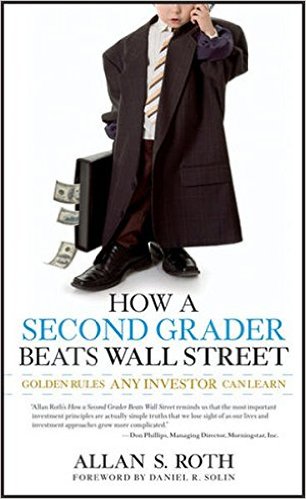 HOW A
SECOND GRADER
BEATS WALL STREET
GOLDEN RULES ANY INVESTOR CAN LEARN
"Allan Roth's How a Second Grader Beats Wall Street reminds us that the most important
investment principles are actually simple truths that we lose sight of as our lives and
investment approaches grow more complicated."
—Don Phillips, Managing Director, Morningstar, Inc.
ALLAN S. ROTH
FOREWORD BY DANIEL R. SOLIN